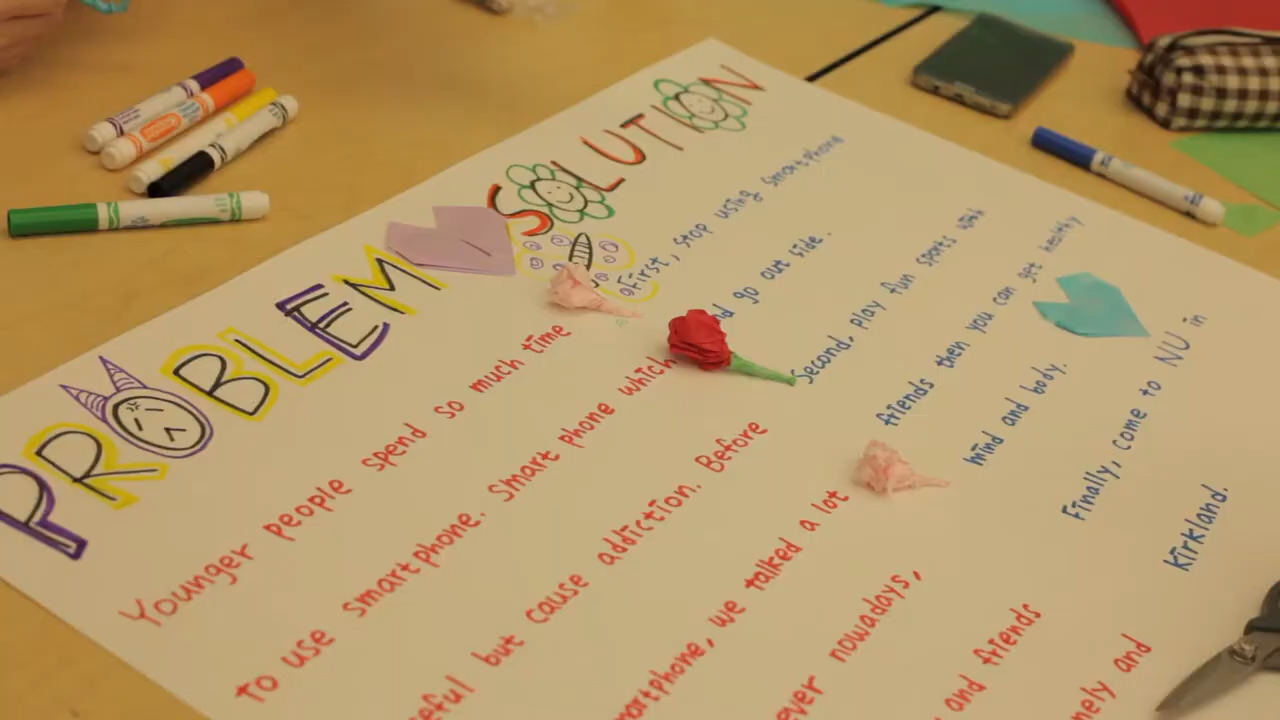 PROBLEM
SOLUTION
Younger people spend so much time
to use smartphone. Smart phone which
but cause addiction. Before
we talked a lot
nowadays,
and friends
and
First, stop using smartphone
go out side.
Second, play fun sports with
friends then you can get healthy
mind and body.
Finally, come to NU in
Kirkland.